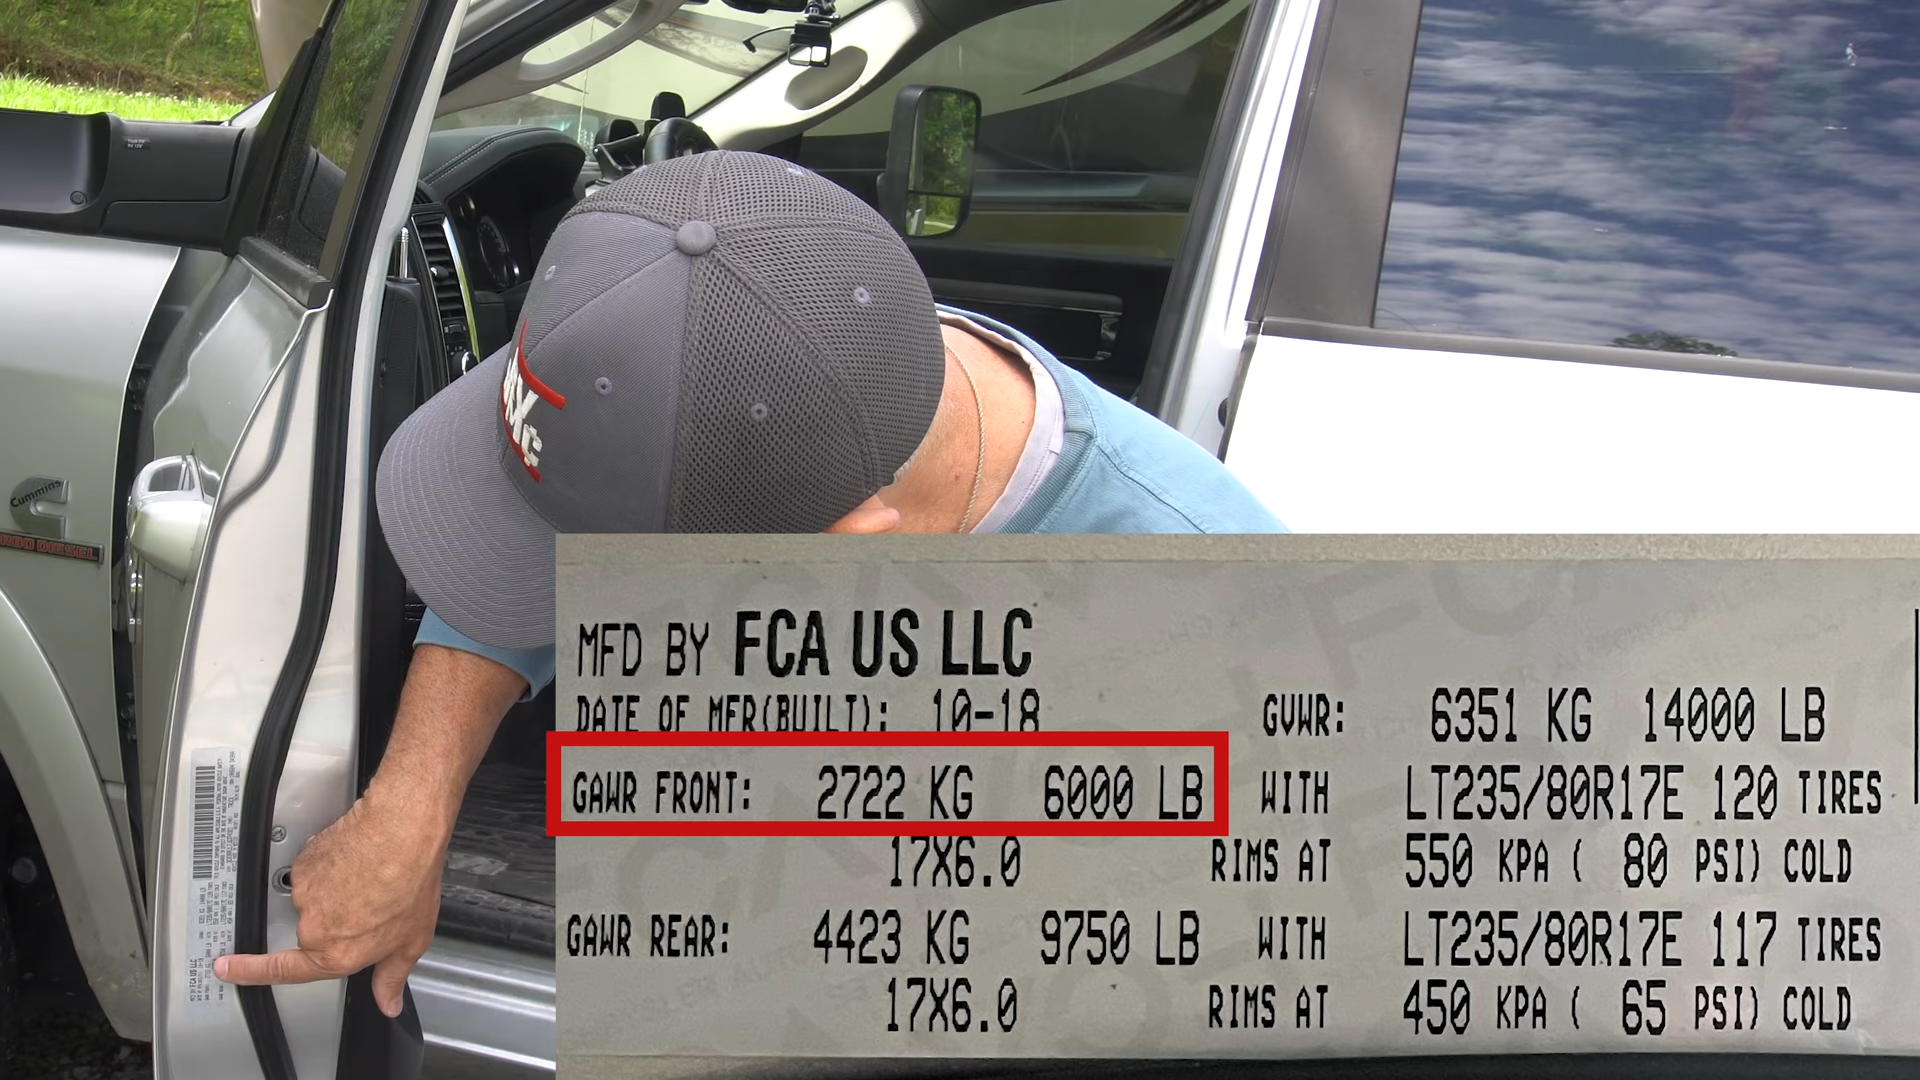 Cummins
DIESEL
MFD BY FCA US LLC
DATE OF MFR(BUILT): 10-18 GVWR: 6351 KG 14000 LB
GAWR FRONT: 2722 KG 6000 LB WITH LT235/80R17E 120 TIRES
17X6.0 RIMS AT 550 KPA ( 80 PSI) COLD
GAWR REAR: 4423 KG 9750 LB WITH LT235/80R17E 117 TIRES
17X6.0 RIMS AT 450 KPA ( 65 PSI) COLD